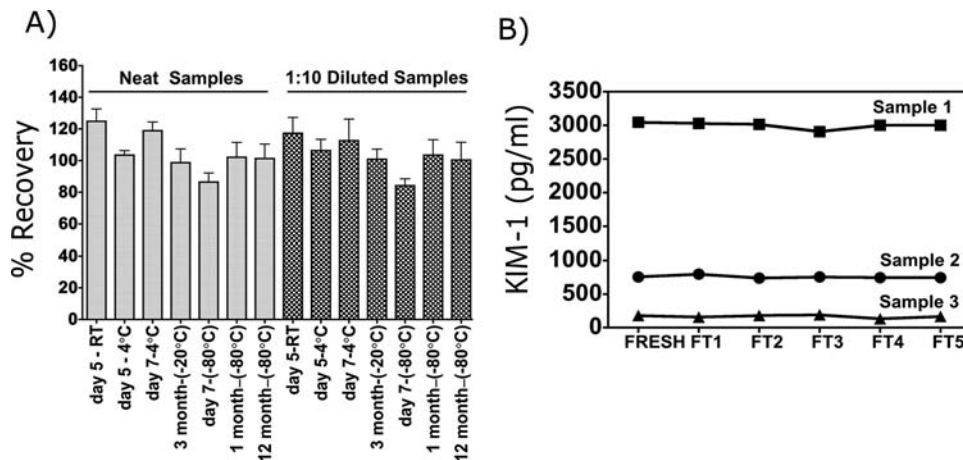 A)
% Recovery
160
140
120
100
80
60
40
20
0
Neat Samples
1:10 Diluted Samples
day 5 - RT
day 5 - 4°C
day 7-4°C
3 month-(-20°C)
day 7-(-80°C)
1 month–(-80°C)
12 month–(-80°C)
day 5-RT
day 5-4°C
day 7-4°C
3 month-(-20°C)
day 7-(-80°C)
1 month–(-80°C)
12 month–(-80°C)
B)
KIM-1 (pg/ml)
3500
3000
2500
2000
1500
1000
500
0
Sample 1
Sample 2
Sample 3
FRESH FT1 FT2 FT3 FT4 FT5